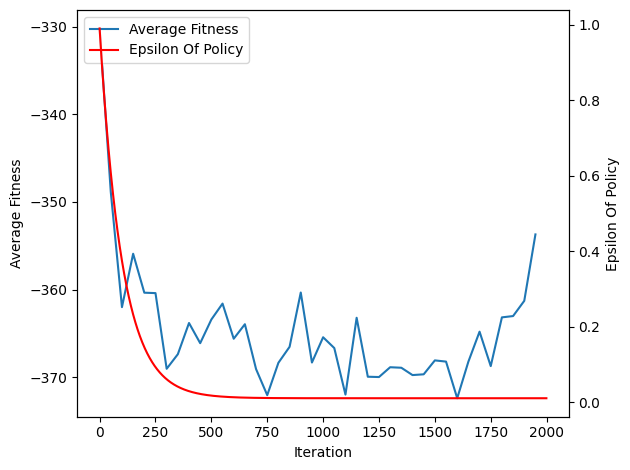 Average Fitness
Epsilon Of Policy
−330
−340
−350
−360
−370
Average Fitness
1.0
0.8
0.6
0.4
0.2
0.0
Epsilon Of Policy
0 250 500 750 1000 1250 1500 1750 2000
Iteration